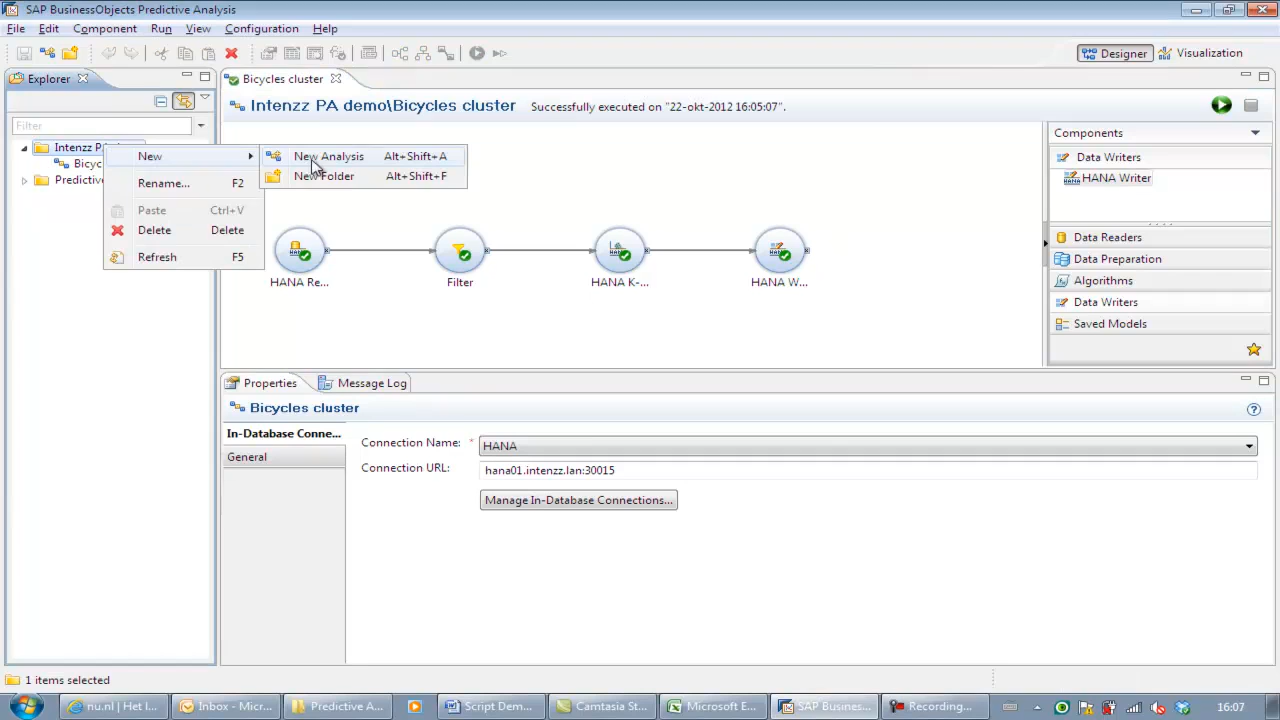 SAP BusinessObjects Predictive Analysis
File Edit Component Run View Configuration Help
Designer Visualization
Explorer
Bicycles cluster
Intenzz PA demo\Bicycles cluster Successfully executed on "22-okt-2012 16:05:07".
Filter
Components
Intenzz P
Bicyc
Predictive
New
Rename... F2
Paste Ctrl+V
Delete Delete
Refresh F5
New Analysis Alt+Shift+A
New Folder Alt+Shift+F
Data Writers
HANA Writer
HANA Re...
Filter
HANA K-...
HANA W...
Data Readers
Data Preparation
Algorithms
Data Writers
Saved Models
Properties Message Log
Bicycles cluster
In-Database Conne...
General
Connection Name: * HANA
Connection URL: hana01.intenzz.lan:30015
Manage In-Database Connections...
1 items selected
nu.nl | Het l... Inbox - Micr... Predictive A... Script Dem... Camtasia St... Microsoft E... SAP Busines... Recording... 16:07